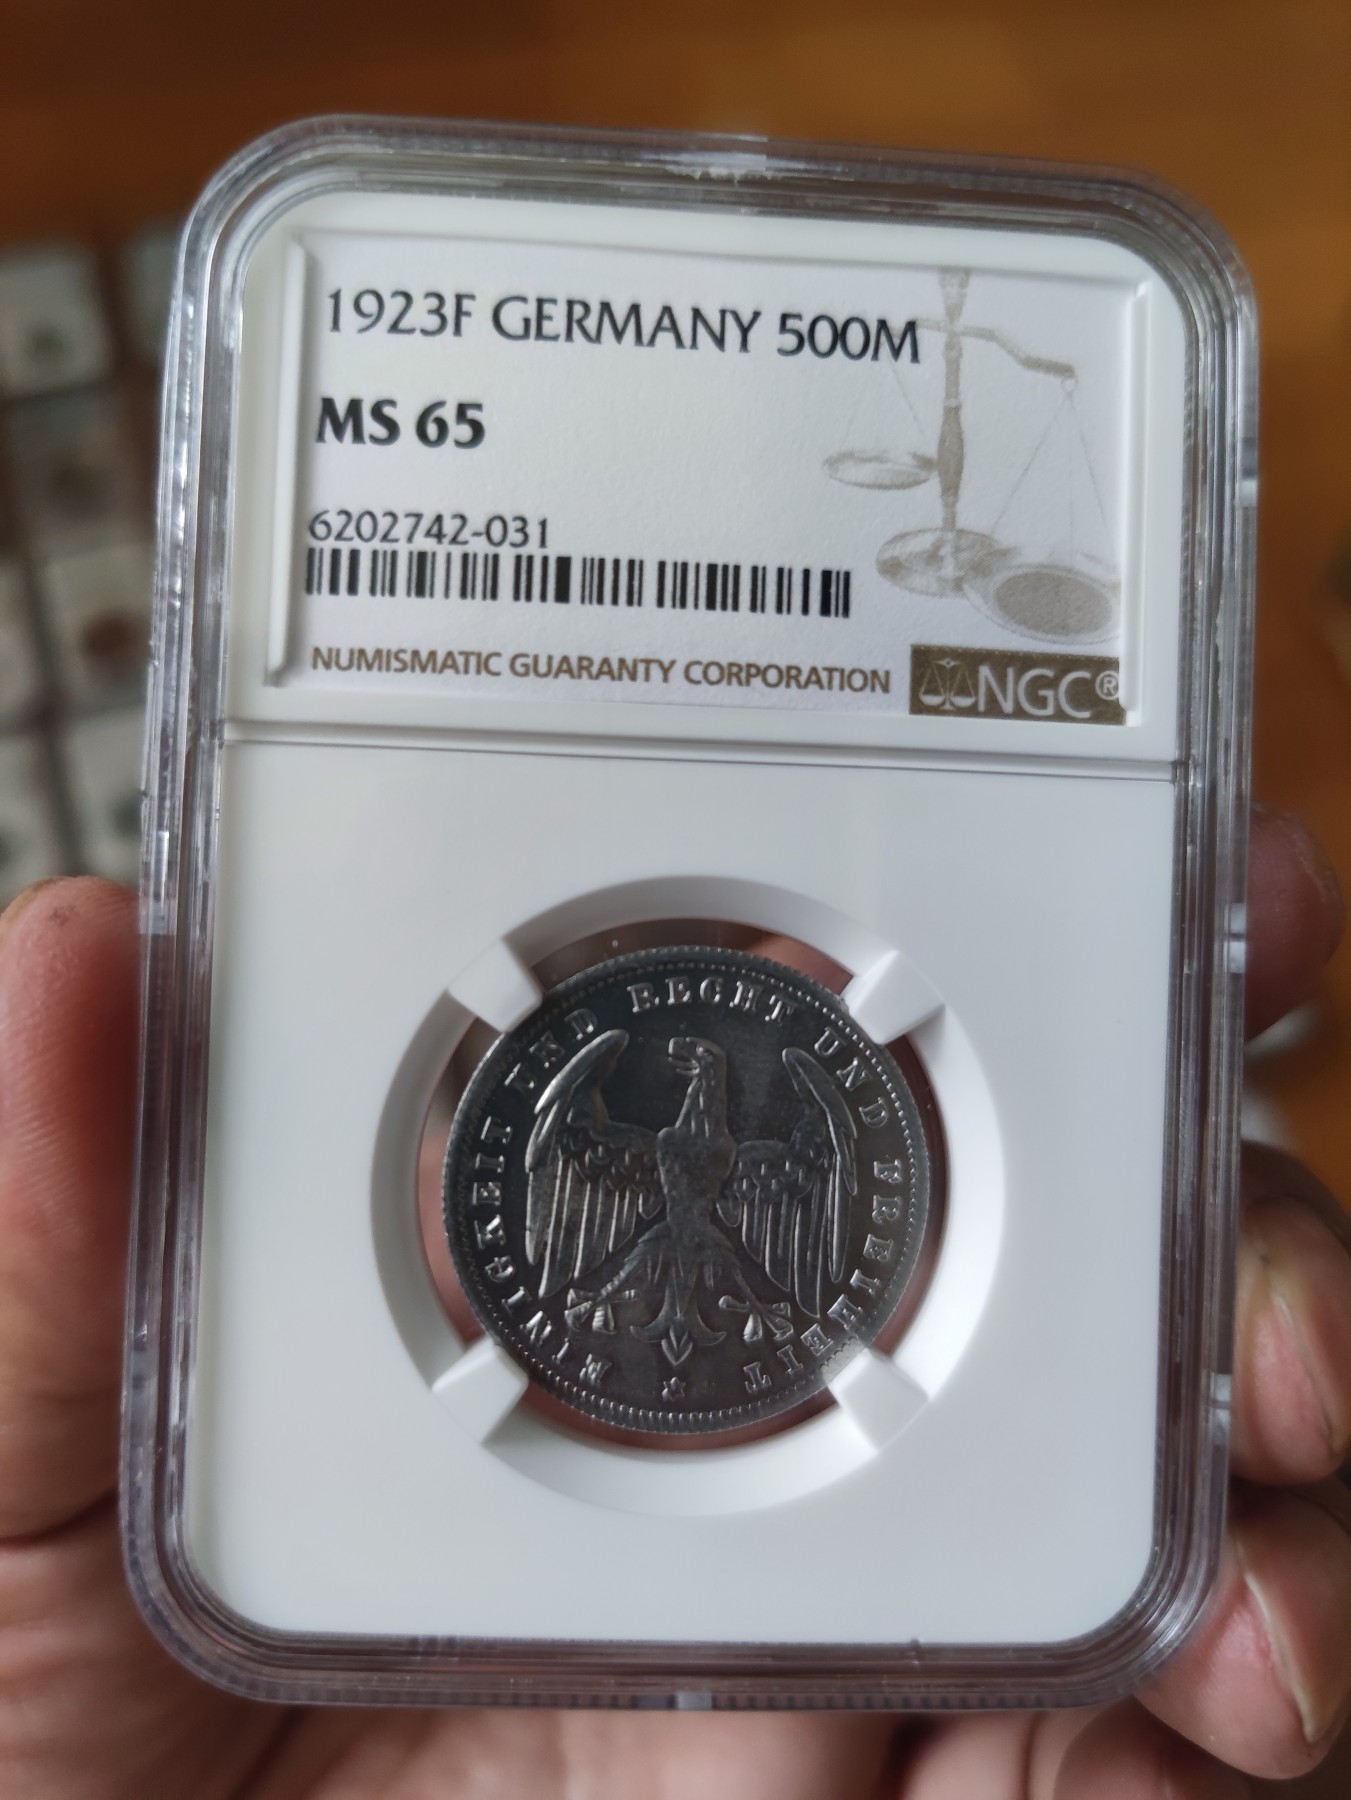 1923F GERMANY 500M
MS 65
6202742-031
NUMISMATIC GUARANTY CORPORATION
NGC®
EINIGKEIT UND RECHT UND FREIHEIT